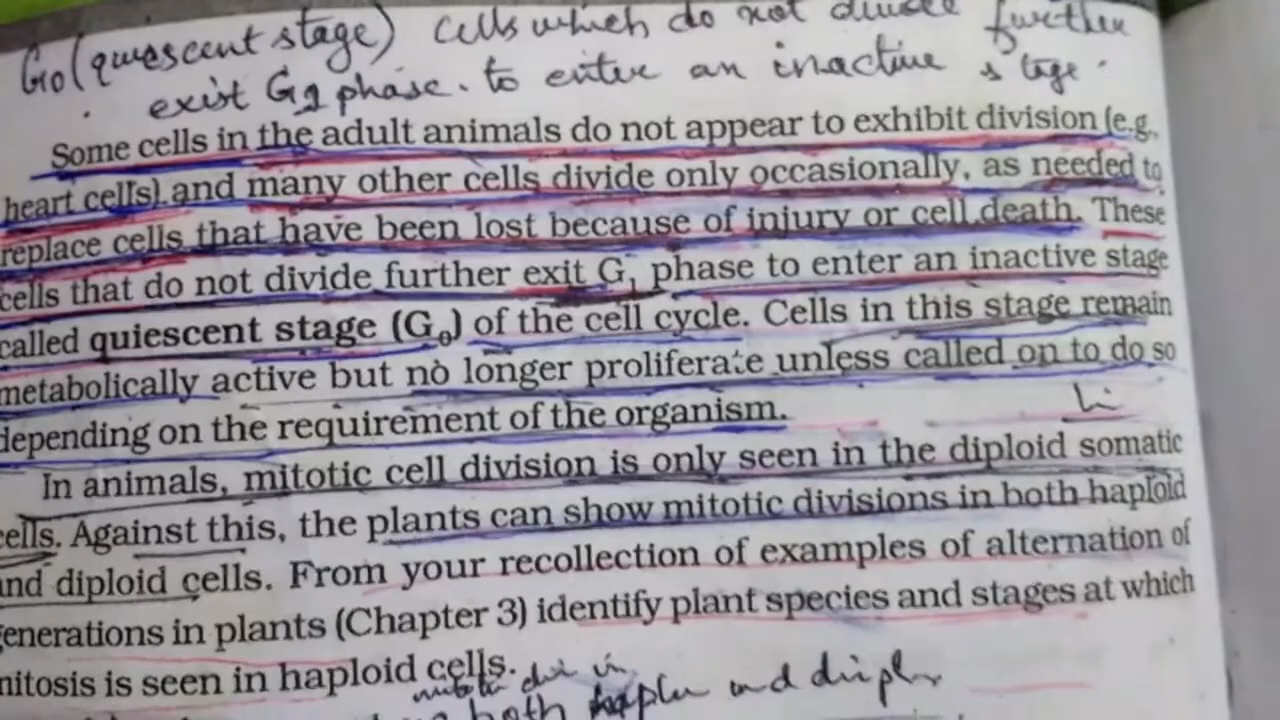 G0 (quiescent stage) cells which do not divide further
exist G1 phase. to enter an inactive stage.
Some cells in the adult animals do not appear to exhibit division (e.g.,
heart cells) and many other cells divide only occasionally, as needed to
replace cells that have been lost because of injury or cell death. These
cells that do not divide further exit G1 phase to enter an inactive stage
called quiescent stage (G0) of the cell cycle. Cells in this stage remain
metabolically active but no longer proliferate unless called on to do so
depending on the requirement of the organism.
In animals, mitotic cell division is only seen in the diploid somatic
cells. Against this, the plants can show mitotic divisions in both haploid
and diploid cells. From your recollection of examples of alternation of
generations in plants (Chapter 3) identify plant species and stages at which
mitosis is seen in haploid cells.
in
both and